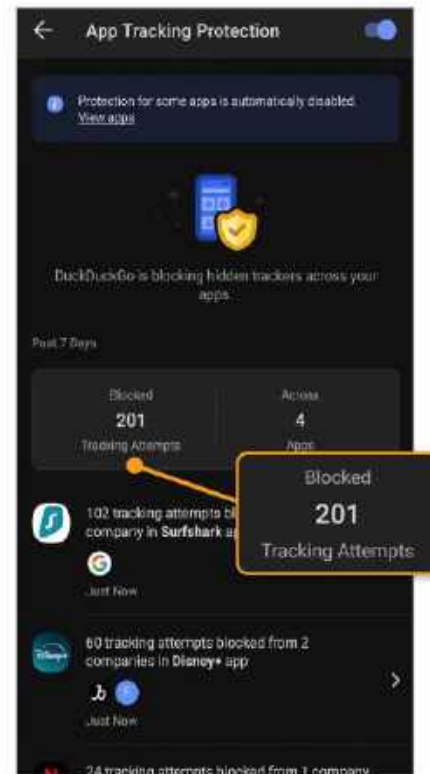 App Tracking Protection
Protection for some apps is automatically disabled.
View apps
DuckDuckGo is blocking hidden trackers across your
apps.
Past 7 Days
Blocked
201
Tracking Attempts
Across
4
Apps
Blocked
201
Tracking Attempts
102 tracking attempts bl
company in Surfshark a
Just Now
60 tracking attempts blocked from 2
companies in Disney+ app
Just Now
24 tracking attempts blocked from 1 company